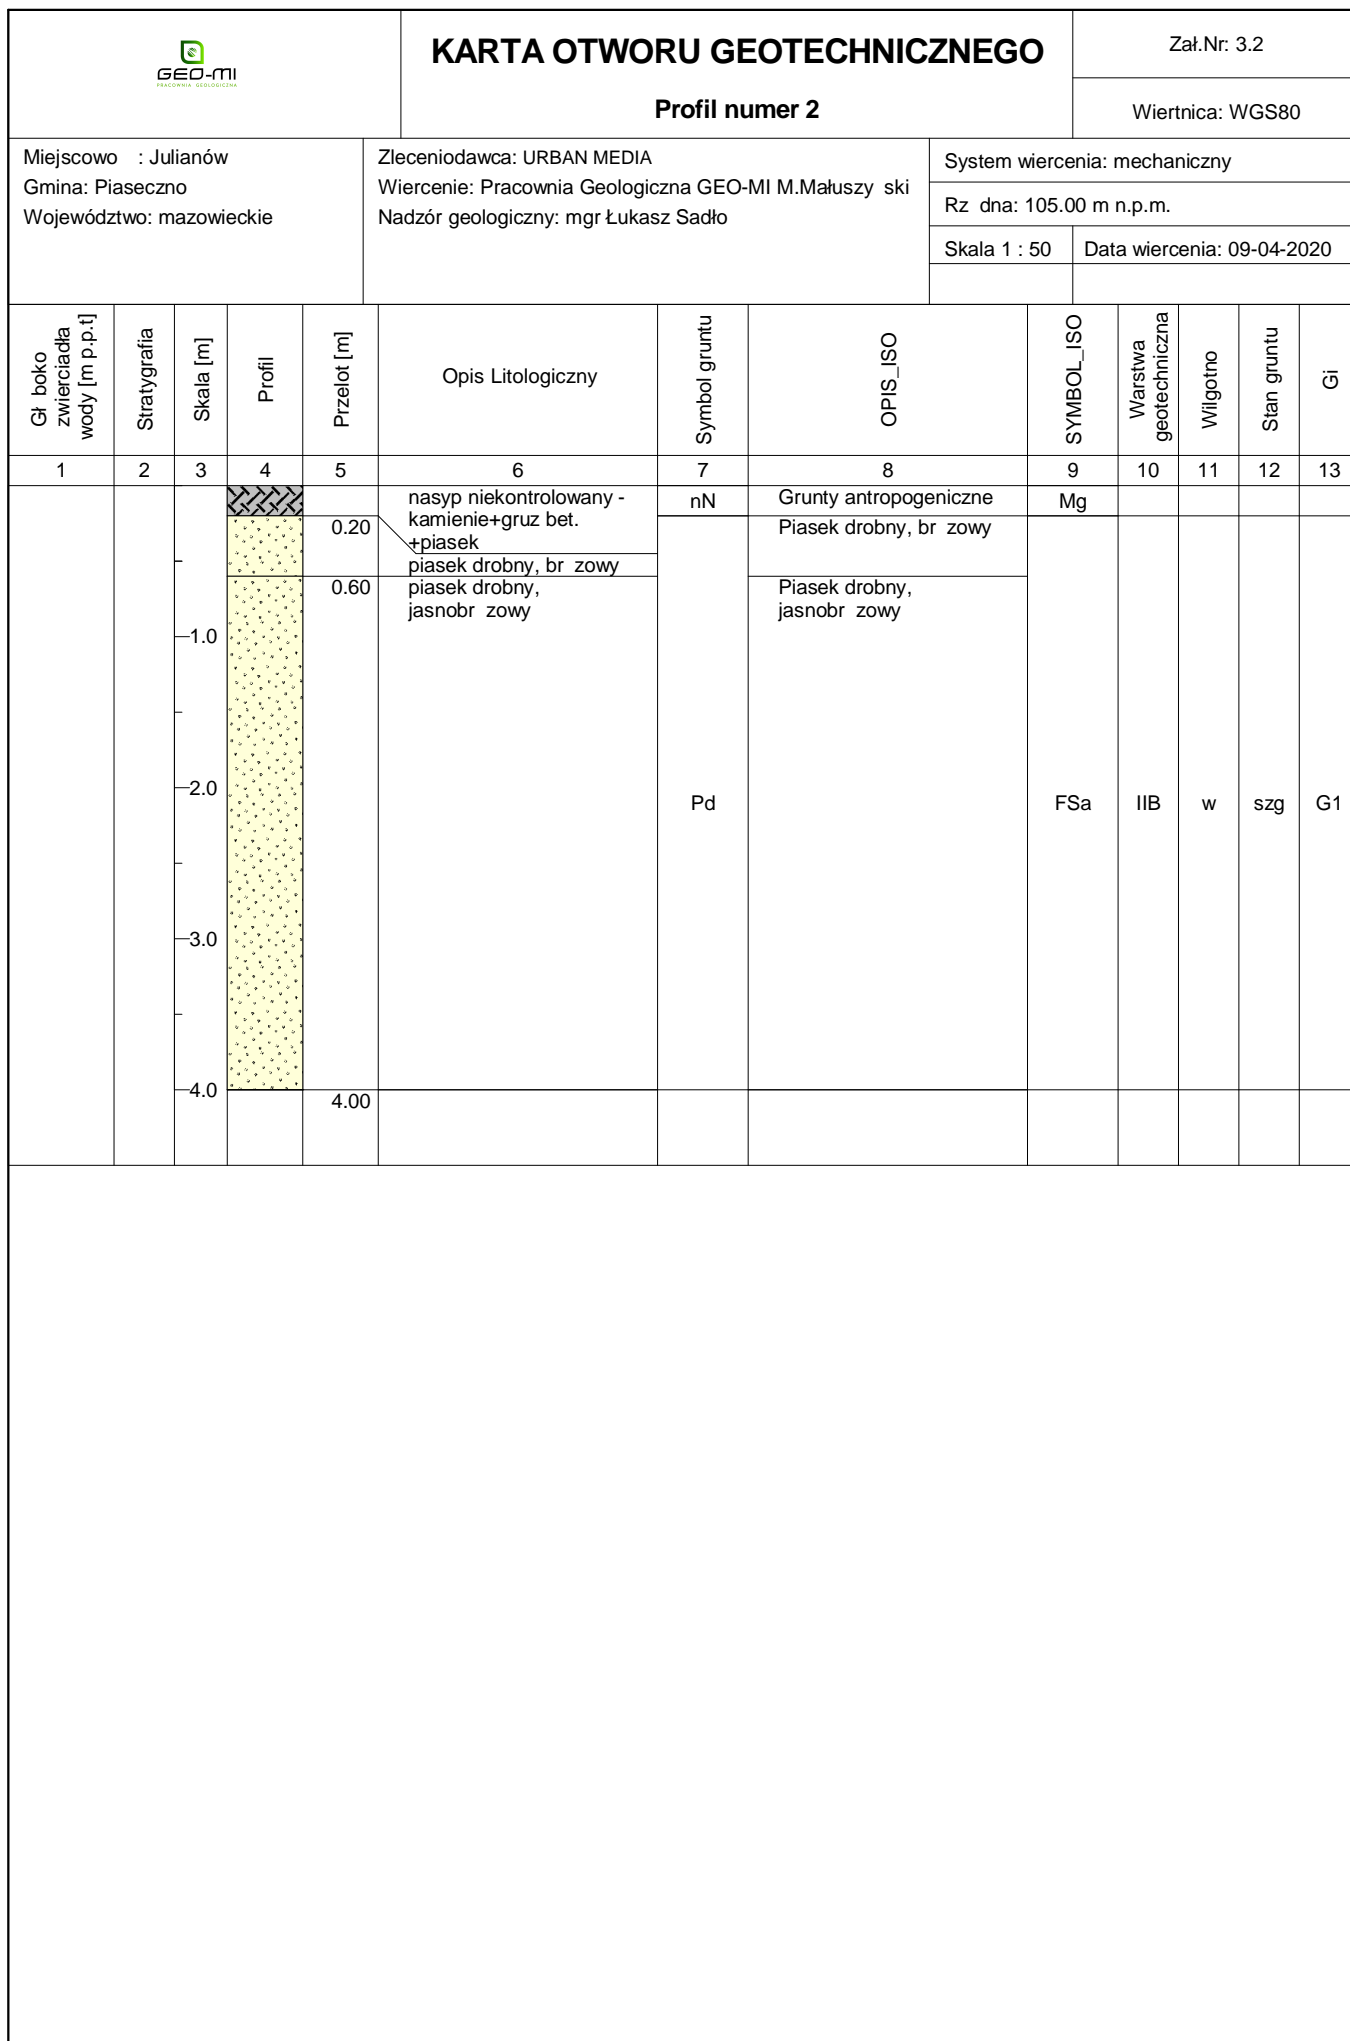 GEO-MI
PRACOWNIA GEOLOGICZNA
KARTA OTWORU GEOTECHNICZNEGO
Profil numer 2
Zał.Nr: 3.2
Wiertnica: WGS80
Miejscowo : Julianów
Gmina: Piaseczno
Województwo: mazowieckie
Zleceniodawca: URBAN MEDIA
Wiercenie: Pracownia Geologiczna GEO-MI M.Małuszy ski
Nadzór geologiczny: mgr Łukasz Sadło
System wiercenia: mechaniczny
Rz dna: 105.00 m n.p.m.
Skala 1 : 50
Data wiercenia: 09-04-2020
Gł boko
zwierciadła
wody [m p.p.t]
Stratygrafia
Skala [m]
Profil
Przelot [m]
Opis Litologiczny
Symbol gruntu
OPIS_ISO
SYMBOL_ISO
Warstwa
geotechniczna
Wilgotno
Stan gruntu
Gi
1 2 3 4 5 6 7 8 9 10 11 12 13
nasyp niekontrolowany -
kamienie+gruz bet.
+piasek
nN
Grunty antropogeniczne
Mg
0.20
piasek drobny, br zowy
Piasek drobny, br zowy
0.60
piasek drobny,
jasnobr zowy
Piasek drobny,
jasnobr zowy
1.0
2.0
Pd
FSa
IIB
w
szg
G1
3.0
4.0
4.00